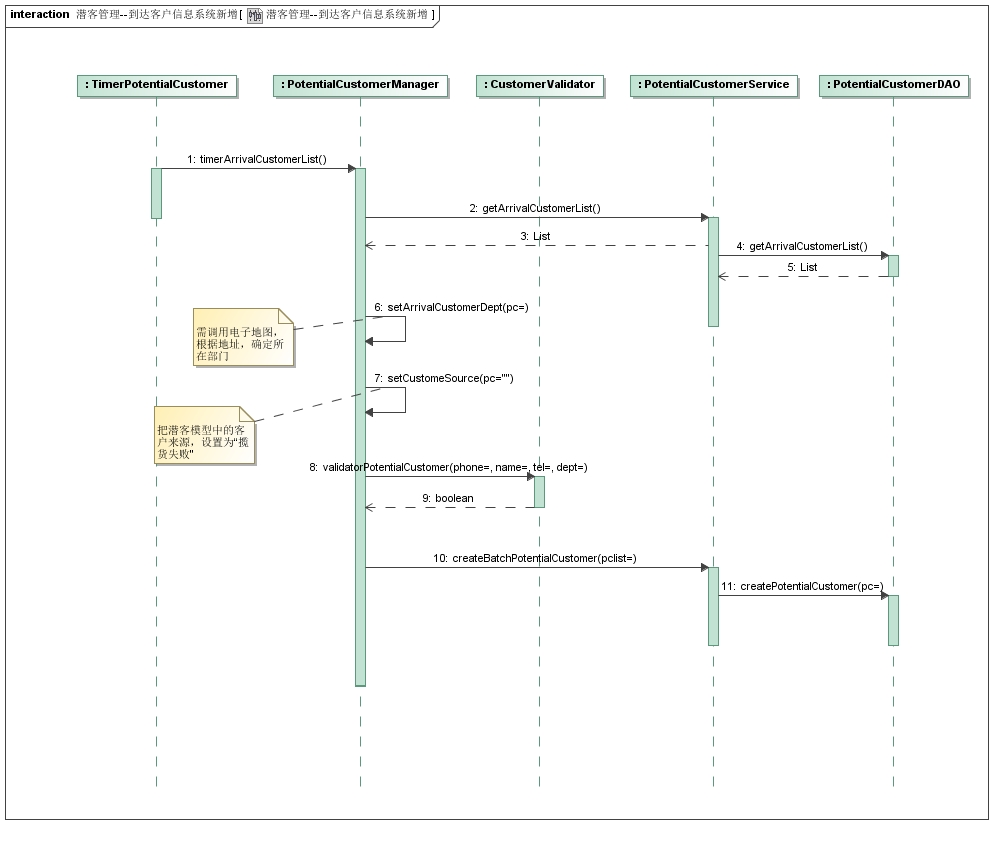 interaction 潜客管理--到达客户信息系统新增[ 潜客管理--到达客户信息系统新增 ]
: TimerPotentialCustomer
: PotentialCustomerManager
: CustomerValidator
: PotentialCustomerService
: PotentialCustomerDAO
1: timerArrivalCustomerList()
2: getArrivalCustomerList()
3: List
4: getArrivalCustomerList()
5: List
6: setArrivalCustomerDept(pc=)
需调用电子地图,
根据地址, 确定所
在部门
7: setCustomeSource(pc="")
把潜客模型中的客
户来源, 设置为"揽
货失败"
8: validatorPotentialCustomer(phone=, name=, tel=, dept=)
9: boolean
10: createBatchPotentialCustomer(pclist=)
11: createPotentialCustomer(pc=)